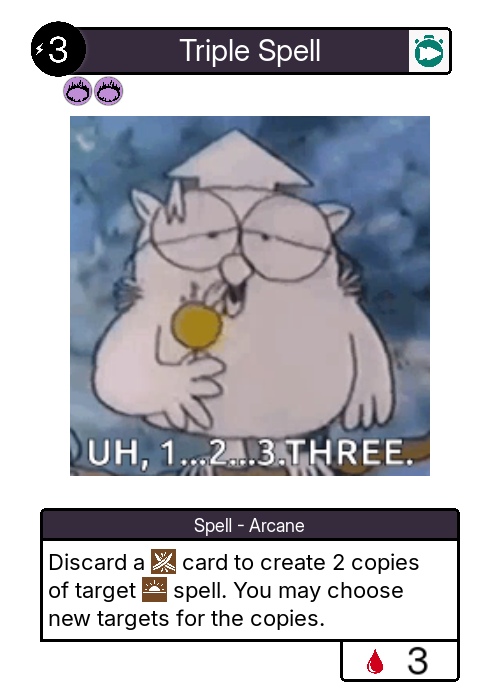 3
Triple Spell
UH, 1...2...3.THREE.
Spell - Arcane
Discard a card to create 2 copies
of target spell. You may choose
new targets for the copies.
3